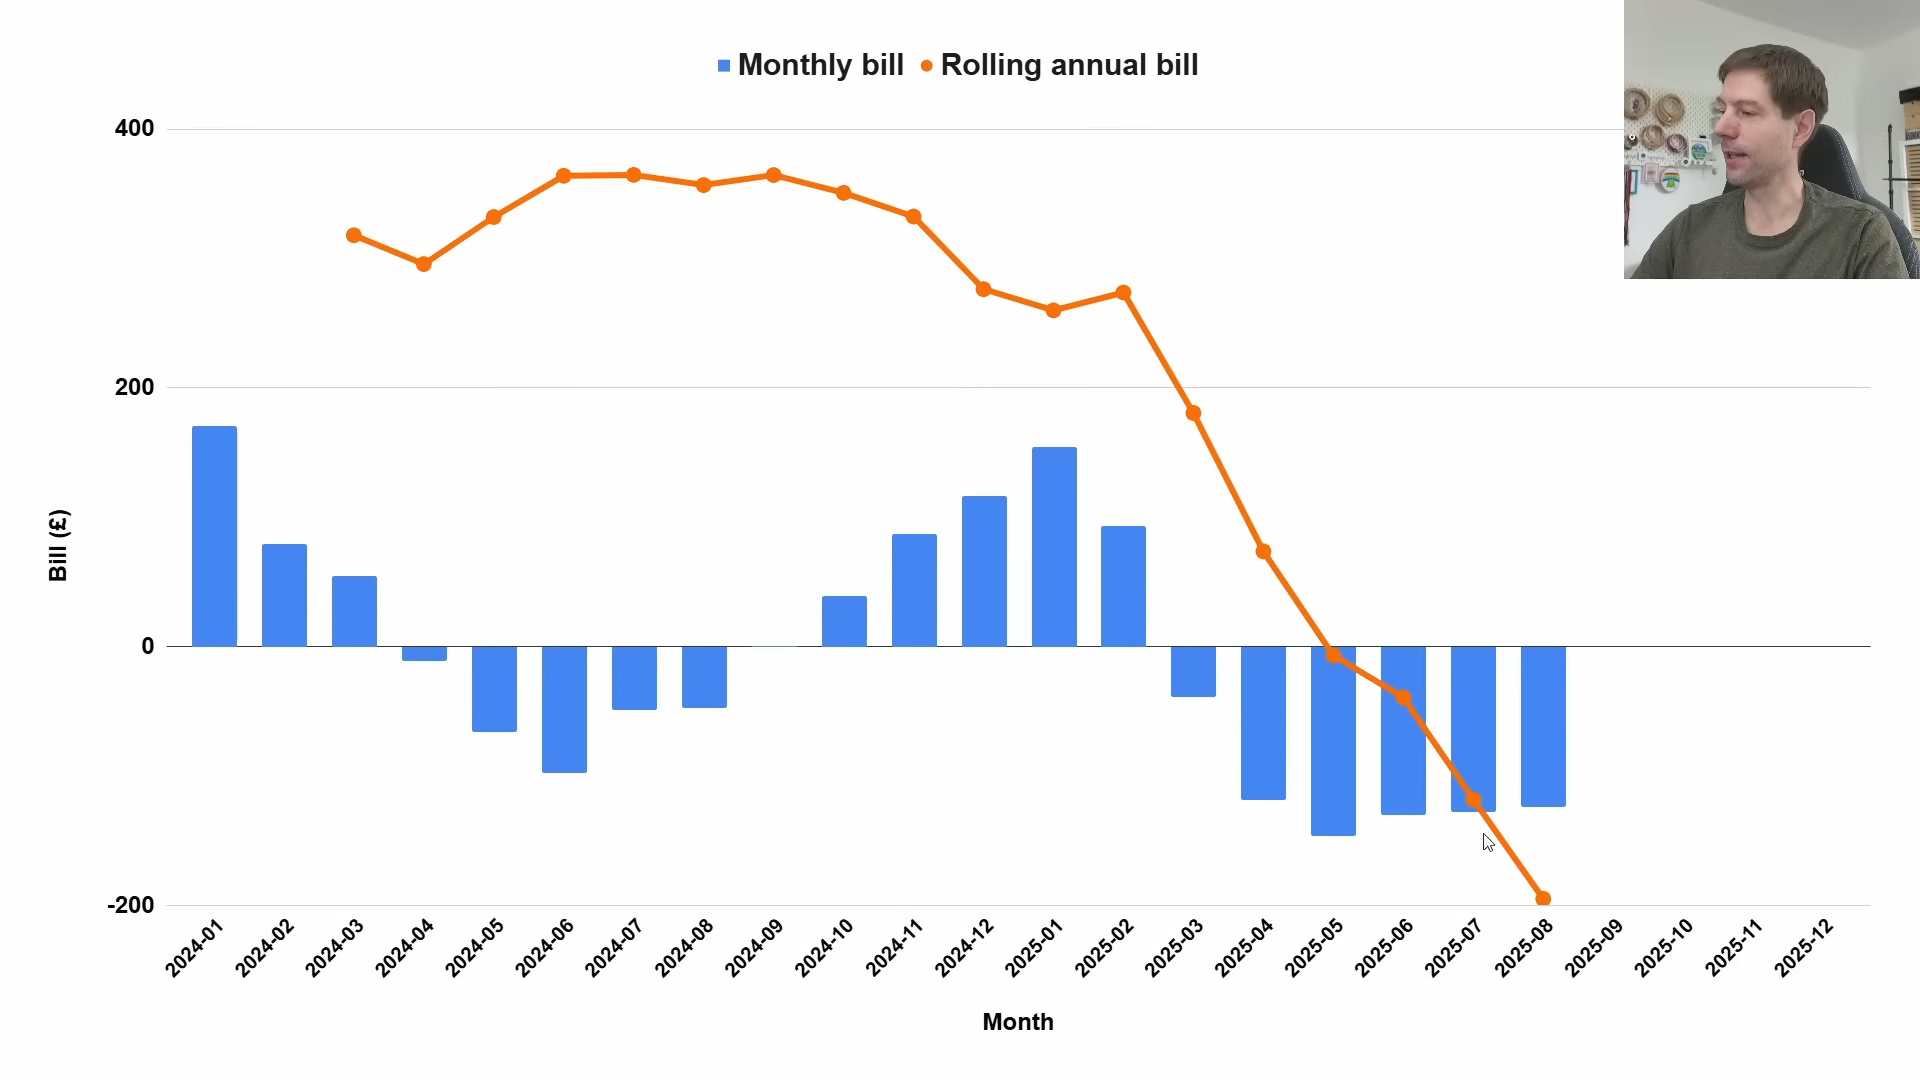 Monthly bill Rolling annual bill
400
200
0
-200
Bill (£)
2024-01 2024-02 2024-03 2024-04 2024-05 2024-06 2024-07 2024-08 2024-09 2024-10 2024-11 2024-12 2025-01 2025-02 2025-03 2025-04 2025-05 2025-06 2025-07 2025-08 2025-09 2025-10 2025-11 2025-12
Month